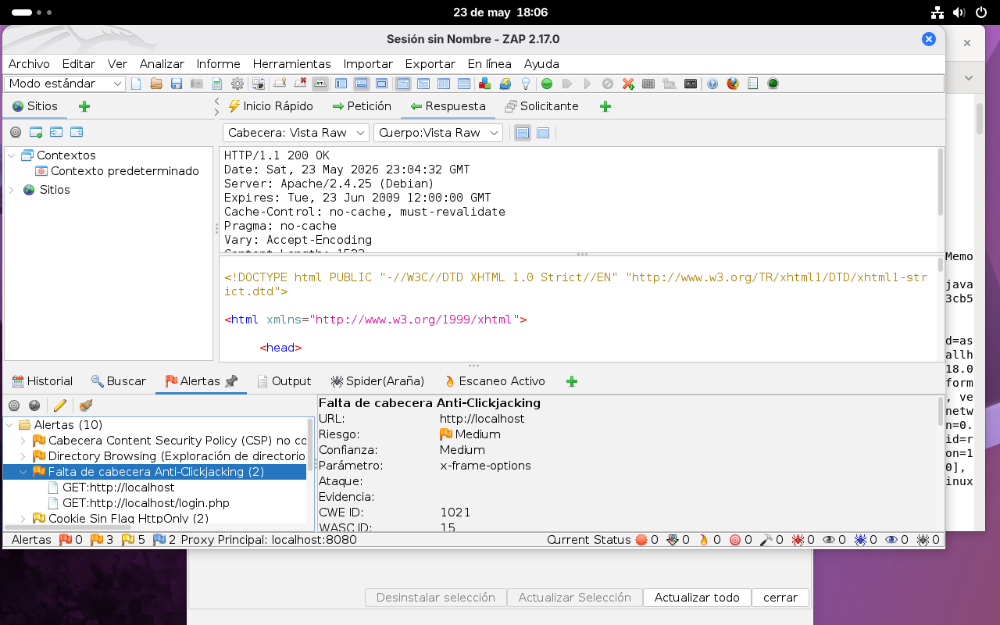 23 de may 18:06
Sesión sin Nombre - ZAP 2.17.0
Archivo Editar Ver Analizar Informe Herramientas Importar Exportar En línea Ayuda
Modo estándar
Sitios
Inicio Rápido Petición Respuesta Solicitante
Cabecera: Vista Raw Cuerpo:Vista Raw
Contextos
Contexto predeterminado
Sitios
HTTP/1.1 200 OK
Date: Sat, 23 May 2026 23:04:32 GMT
Server: Apache/2.4.25 (Debian)
Expires: Tue, 23 Jun 2009 12:00:00 GMT
Cache-Control: no-cache, must-revalidate
Pragma: no-cache
Vary: Accept-Encoding
Content-Length: 1523
<!DOCTYPE html PUBLIC "-//W3C//DTD XHTML 1.0 Strict//EN" "http://www.w3.org/TR/xhtml1/DTD/xhtml1-str
ict.dtd">
<html xmlns="http://www.w3.org/1999/xhtml">
<head>
Historial Buscar Alertas Output Spider(Araña) Escaneo Activo
Alertas (10)
Cabecera Content Security Policy (CSP) no co
Directory Browsing (Exploración de directorio
Falta de cabecera Anti-Clickjacking (2)
GET:http://localhost
GET:http://localhost/login.php
Cookie Sin Flag HttpOnly (2)
Falta de cabecera Anti-Clickjacking
URL: http://localhost
Riesgo: Medium
Confianza: Medium
Parámetro: x-frame-options
Ataque:
Evidencia:
CWE ID: 1021
WASC ID: 15
Alertas 0 3 5 2 Proxy Principal: localhost:8080
Current Status 0 0 0 0 0 0 0 0 0 0
Memo
java
3cb5
d=as
allh
18.0
form
, ve
netw
n=0.
id=r
on=1
0],
inux
Desinstalar selección Actualizar Selección Actualizar todo cerrar